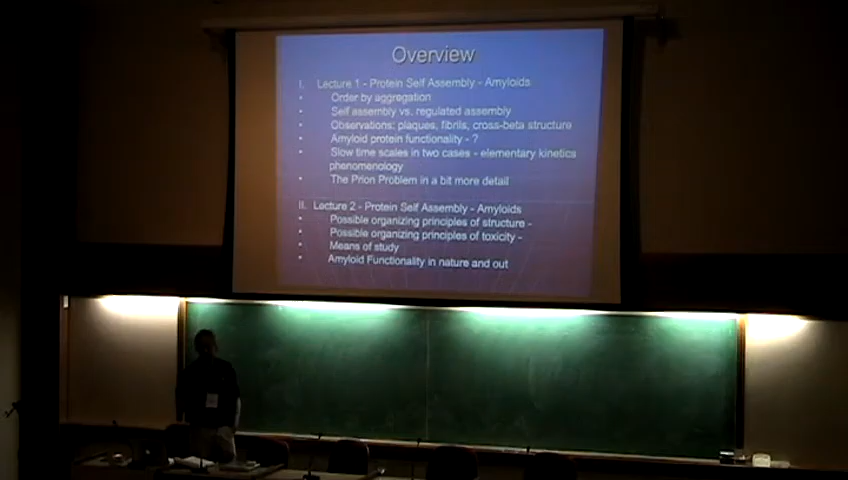 Overview
I. Lecture 1 - Protein Self Assembly - Amyloids
• Order by aggregation
• Self assembly vs. regulated assembly
• Observations: plaques, fibrils, cross-beta structure
• Amyloid protein functionality - ?
• Slow time scales in two cases - elementary kinetics
phenomenology
• The Prion Problem in a bit more detail
II. Lecture 2 - Protein Self Assembly - Amyloids
• Possible organizing principles of structure -
• Possible organizing principles of toxicity -
• Means of study
• Amyloid Functionality in nature and out